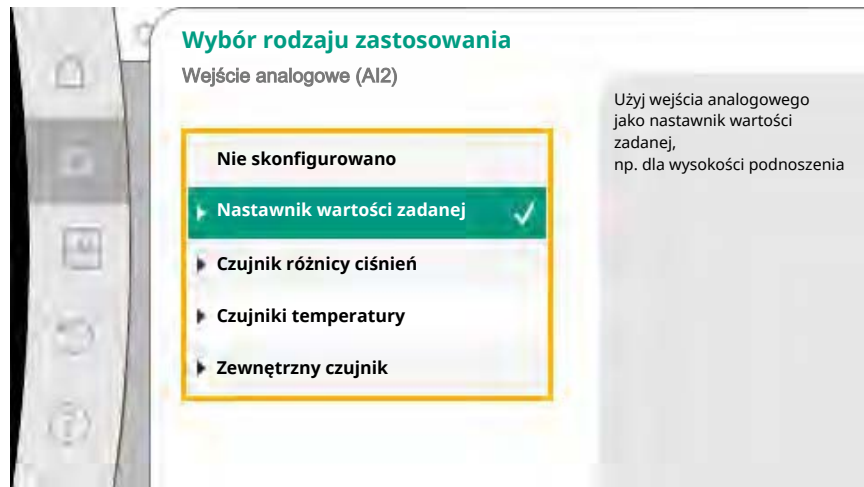 Wybór rodzaju zastosowania
Wejście analogowe (AI2)
Nie skonfigurowano
Nastawnik wartości zadanej
Czujnik różnicy ciśnień
Czujniki temperatury
Zewnętrzny czujnik
Użyj wejścia analogowego
jako nastawnik wartości
zadanej,
np. dla wysokości podnoszenia